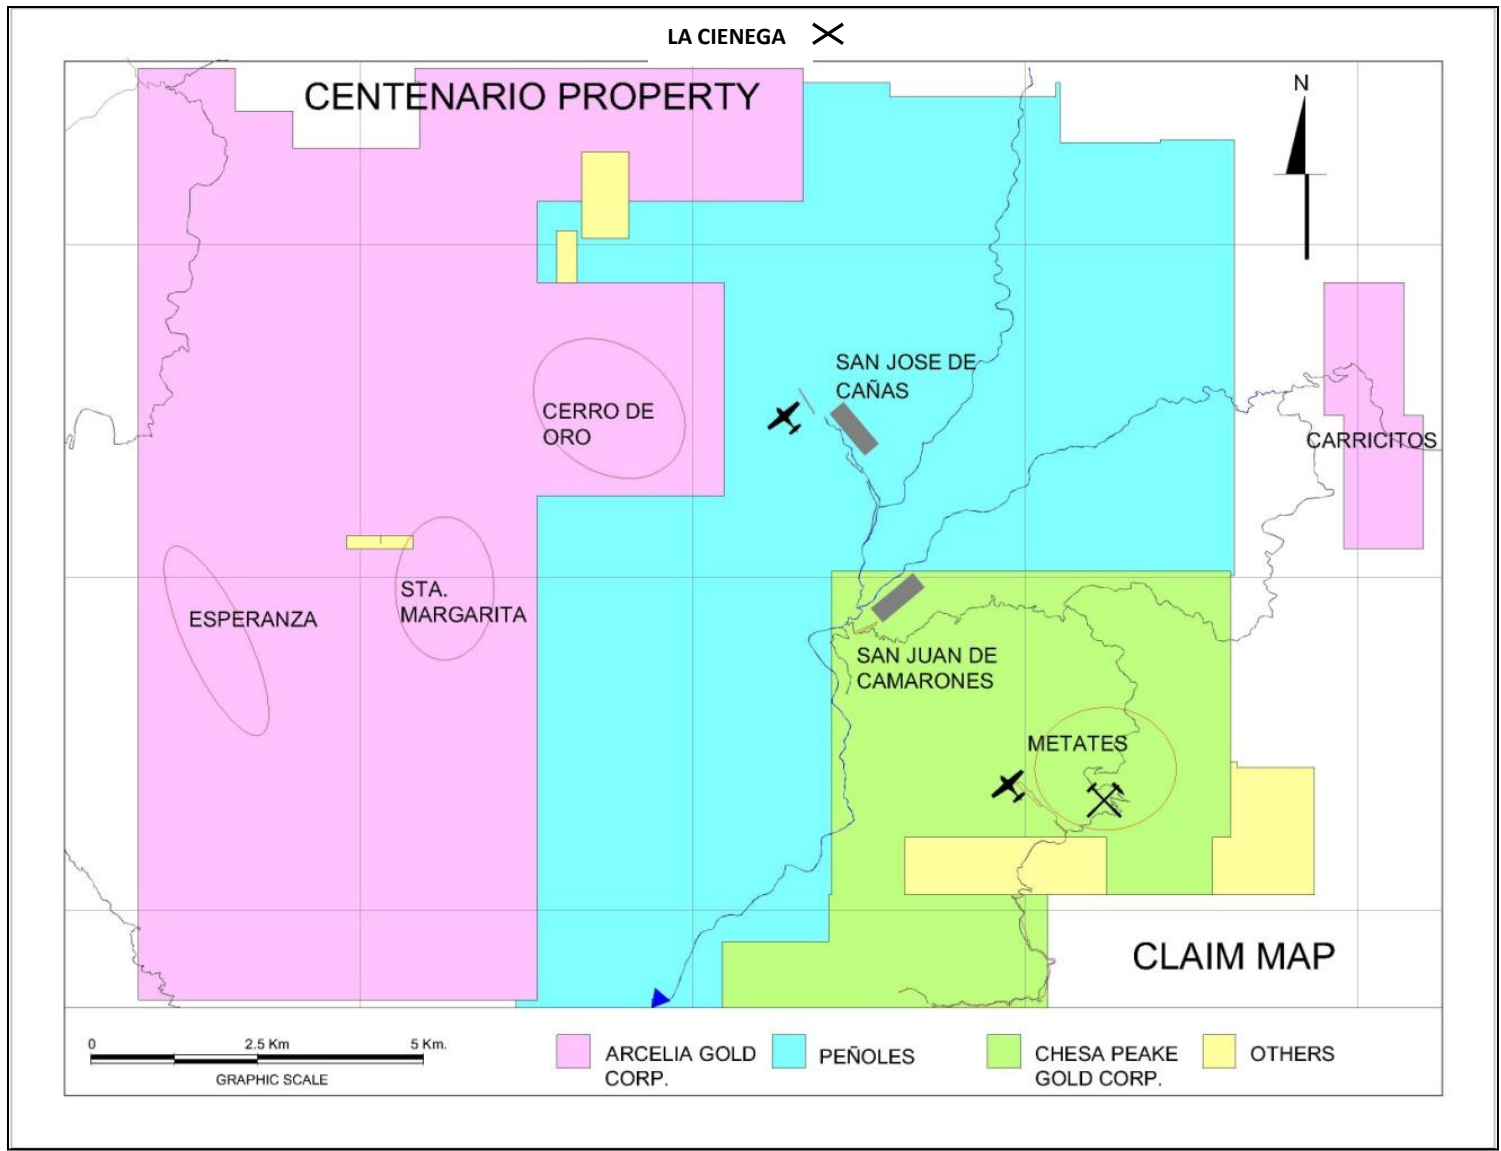 LA CIENEGA
CENTENARIO PROPERTY
N
SAN JOSE DE
CAÑAS
CERRO DE
ORO
CARRICITOS
STA.
MARGARITA
ESPERANZA
SAN JUAN DE
CAMARONES
METATES
CLAIM MAP
0 2.5 Km 5 Km.
GRAPHIC SCALE
ARCELIA GOLD
CORP.
PEÑOLES
CHESA PEAKE
GOLD CORP.
OTHERS